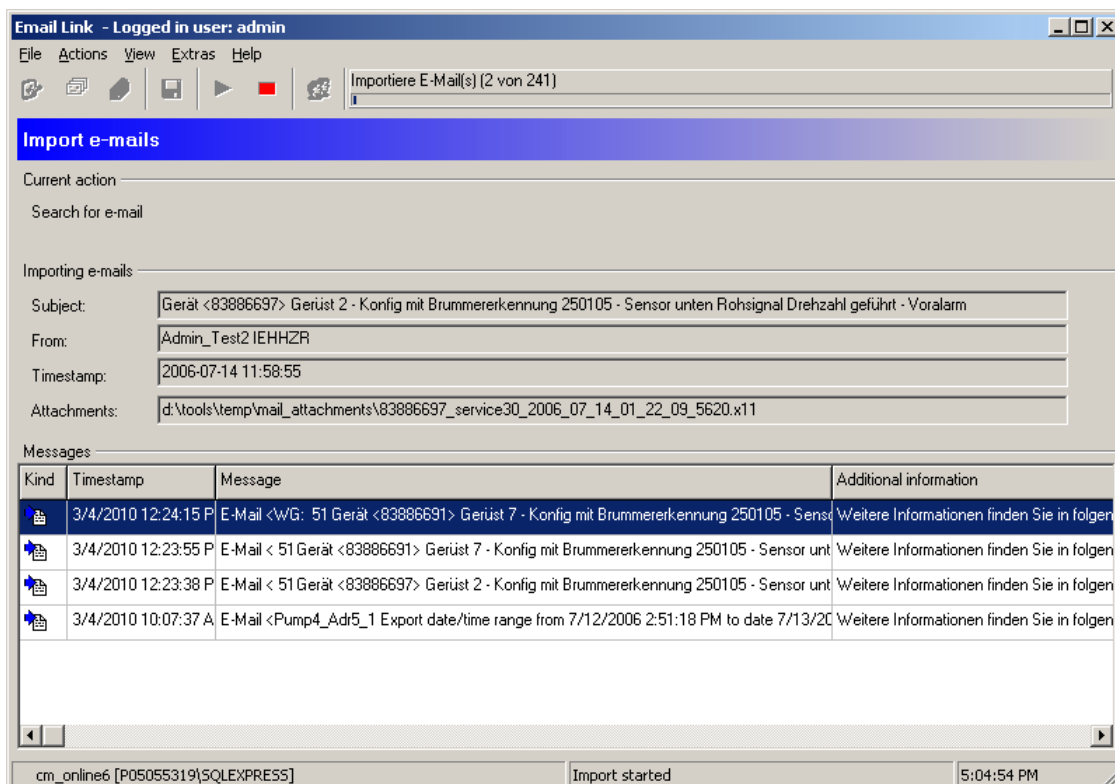 Email Link - Logged in user: admin
File Actions View Extras Help
Importiere E-Mail(s) (2 von 241)
Import e-mails
Current action
Search for e-mail
Importing e-mails
Subject: Gerät <83886697> Gerüst 2 - Konfig mit Brummererkennung 250105 - Sensor unten Rohsignal Drehzahl geführt - Voralarm
From: Admin_Test2 IEHHZR
Timestamp: 2006-07-14 11:58:55
Attachments: d:\tools\temp\mail_attachments\83886697_service30_2006_07_14_01_22_09_5620.x11
Messages
Kind Timestamp Message Additional information
3/4/2010 12:24:15 P E-Mail <WG: 51 Gerät <83886691> Gerüst 7 - Konfig mit Brummererkennung 250105 - Senso Weitere Informationen finden Sie in folgen
3/4/2010 12:23:55 P E-Mail < 51 Gerät <83886691> Gerüst 7 - Konfig mit Brummererkennung 250105 - Sensor unt Weitere Informationen finden Sie in folgen
3/4/2010 12:23:38 P E-Mail < 51 Gerät <83886697> Gerüst 2 - Konfig mit Brummererkennung 250105 - Sensor unt Weitere Informationen finden Sie in folgen
3/4/2010 10:07:37 A E-Mail <Pump4_Adr5_1 Export date/time range from 7/12/2006 2:51:18 PM to date 7/13/20 Weitere Informationen finden Sie in folgen
cm_online6 [P05055319\SQLEXPRESS] Import started 5:04:54 PM